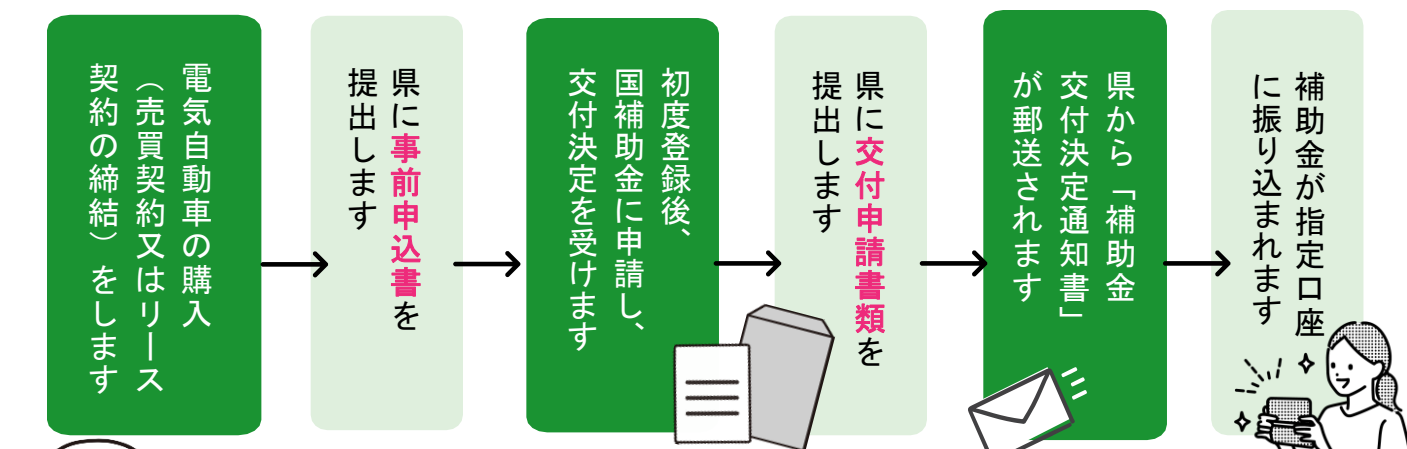 電気自動車の購入
（売買契約又はリース
契約の締結）をします
県に事前申込書を
提出します
初度登録後、
国補助金に申請し、
交付決定を受けます
県に交付申請書類を
提出します
県から「補助金
交付決定通知書」
が郵送されます
補助金が指定口座
に振り込まれます